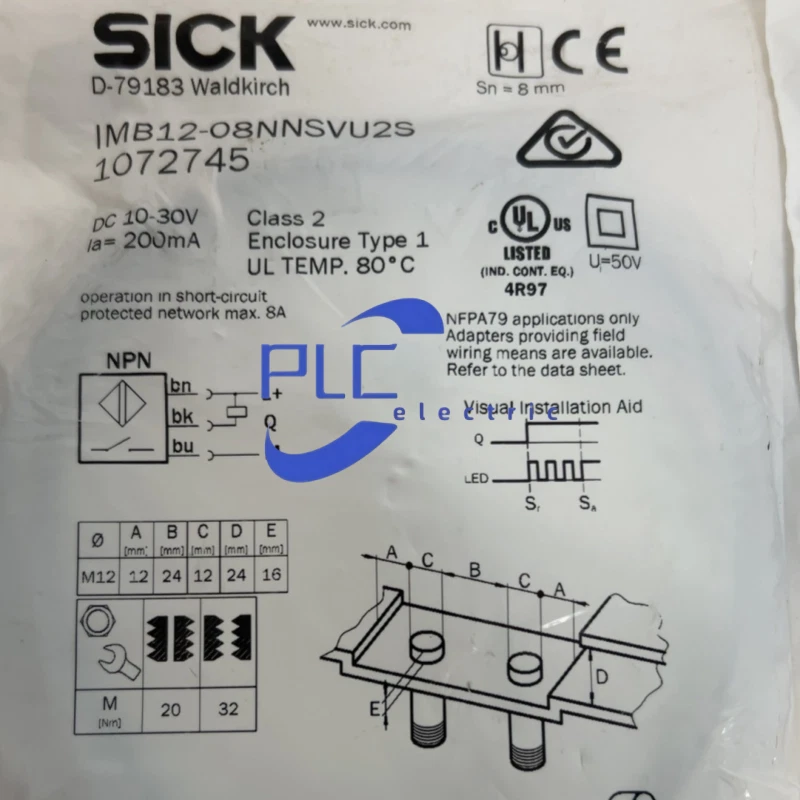 SICK
www.sick.com
D-79183 Waldkirch
Sn = 8 mm
IMB12-08NNSVU2S
1072745
DC 10-30V
Ia= 200mA
Class 2
Enclosure Type 1
UL TEMP. 80°C
C UL US
LISTED
(IND. CONT. EQ.)
4R97
Ui=50V
operation in short-circuit
protected network max. 8A
NFPA79 applications only
Adapters providing field
wiring means are available.
Refer to the data sheet.
PLC
electric
NPN
bn
L+
bk
Q
bu
Visual Installation Aid
Q
LED
Sr Sa
Ø A B C D E
[mm] [mm] [mm] [mm] [mm]
M12 12 24 12 24 16
M
[Nm]
20 32
A C B C A
D
E